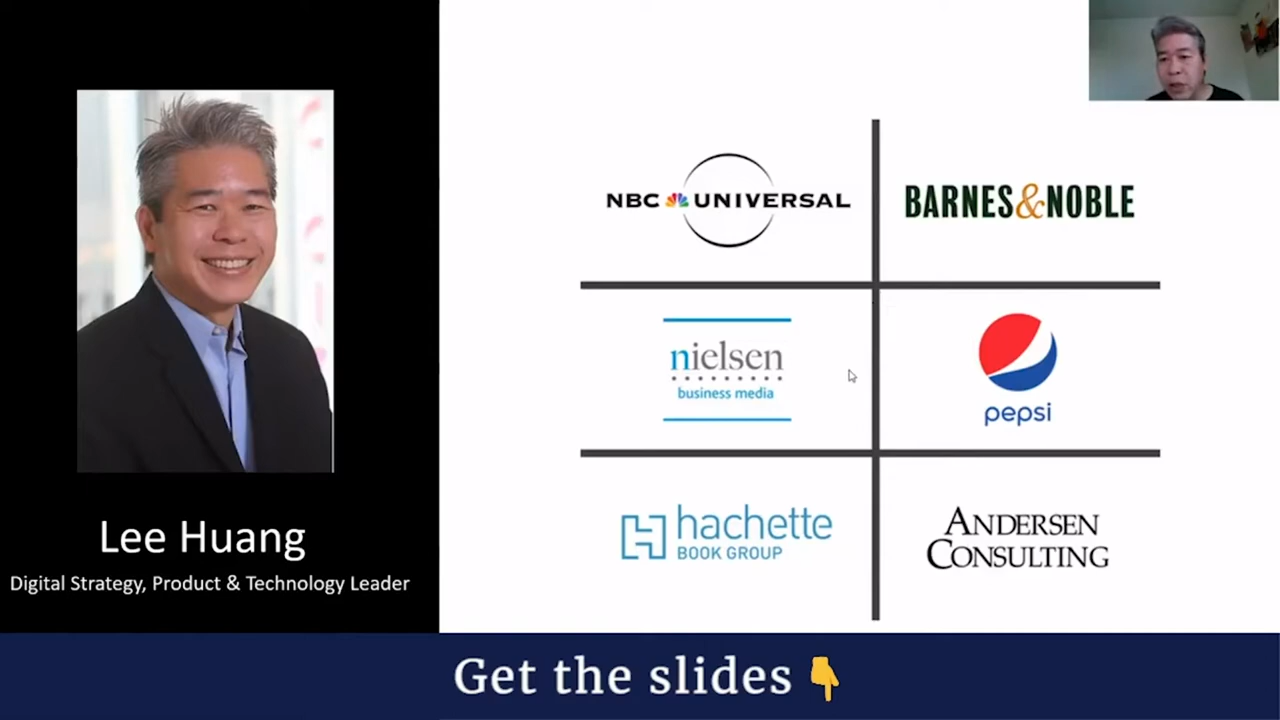 Lee Huang
Digital Strategy, Product & Technology Leader
NBC UNIVERSAL
BARNES&NOBLE
nielsen
business media
pepsi
hachette
BOOK GROUP
ANDERSEN
CONSULTING
Get the slides👇